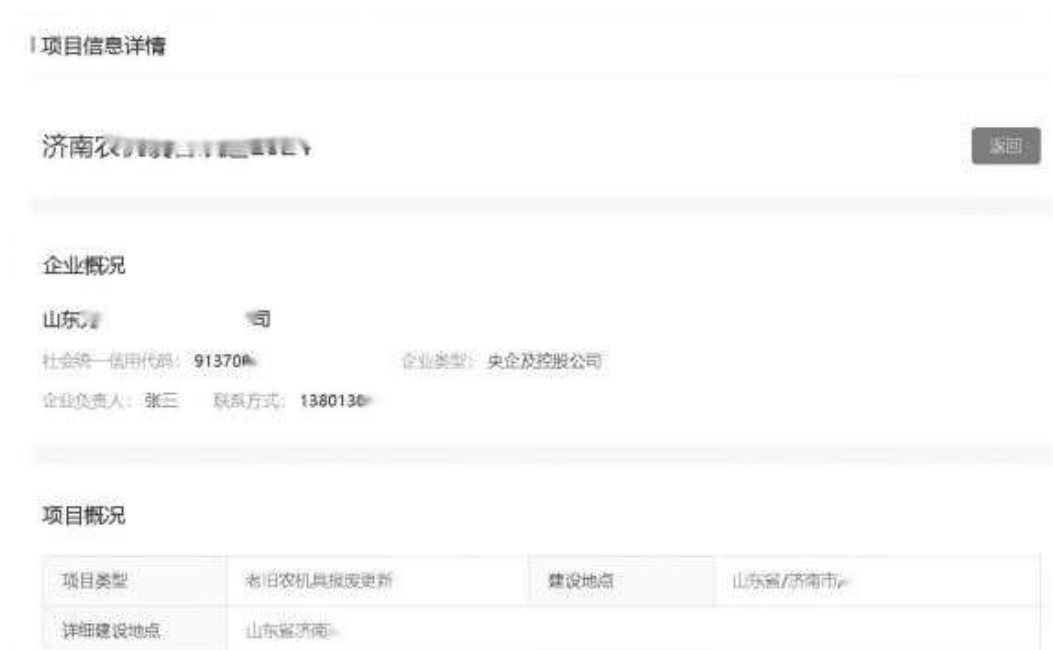 项目信息详情
济南农
返回
企业概况
山东 司
社会统一信用代码：91370 企业类型：央企及控股公司
企业负责人：张三 联系方式：138013
项目概况
项目类型 老旧农机具报废更新 建设地点 山东省/济南市
详细建设地点 山东省济南